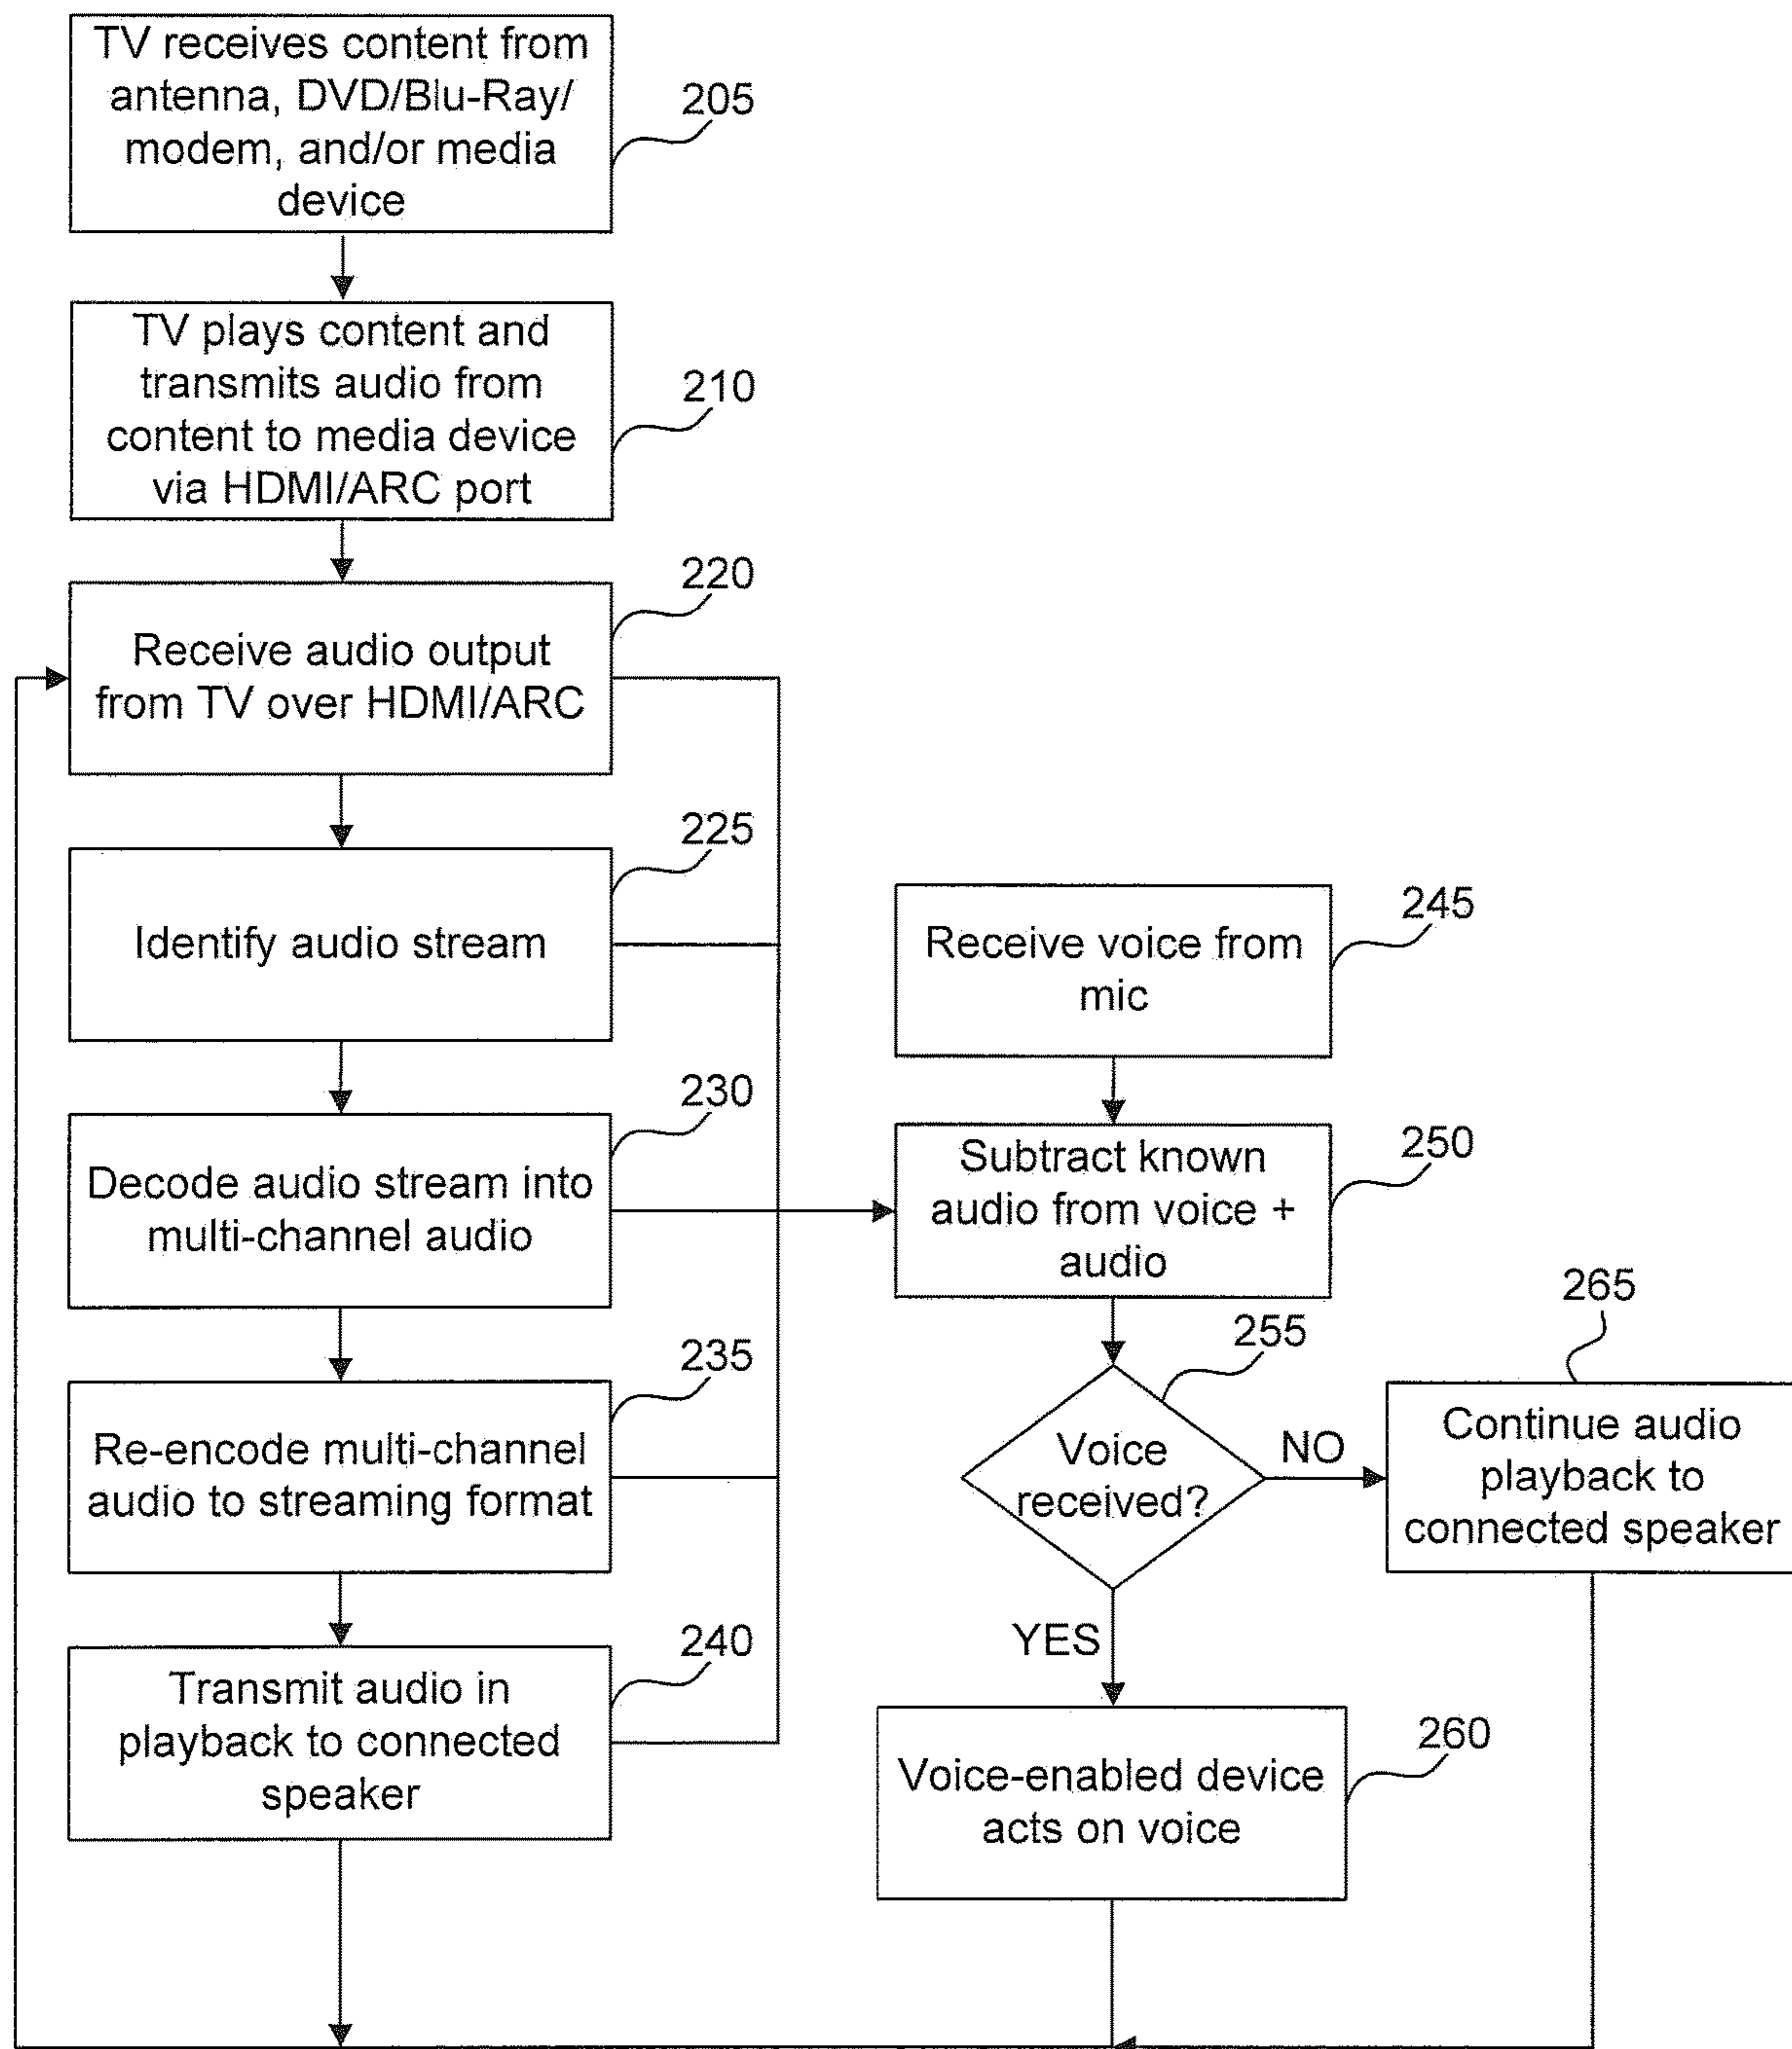 TV receives content from
antenna, DVD/Blu-Ray/
modem, and/or media
device
205
TV plays content and
transmits audio from
content to media device
via HDMI/ARC port
210
Receive audio output
from TV over HDMI/ARC
220
Identify audio stream
225
Decode audio stream into
multi-channel audio
230
Re-encode multi-channel
audio to streaming format
235
Transmit audio in
playback to connected
speaker
240
Receive voice from
mic
245
Subtract known
audio from voice +
audio
250
Voice
received?
255
NO
YES
Continue audio
playback to
connected speaker
265
Voice-enabled device
acts on voice
260